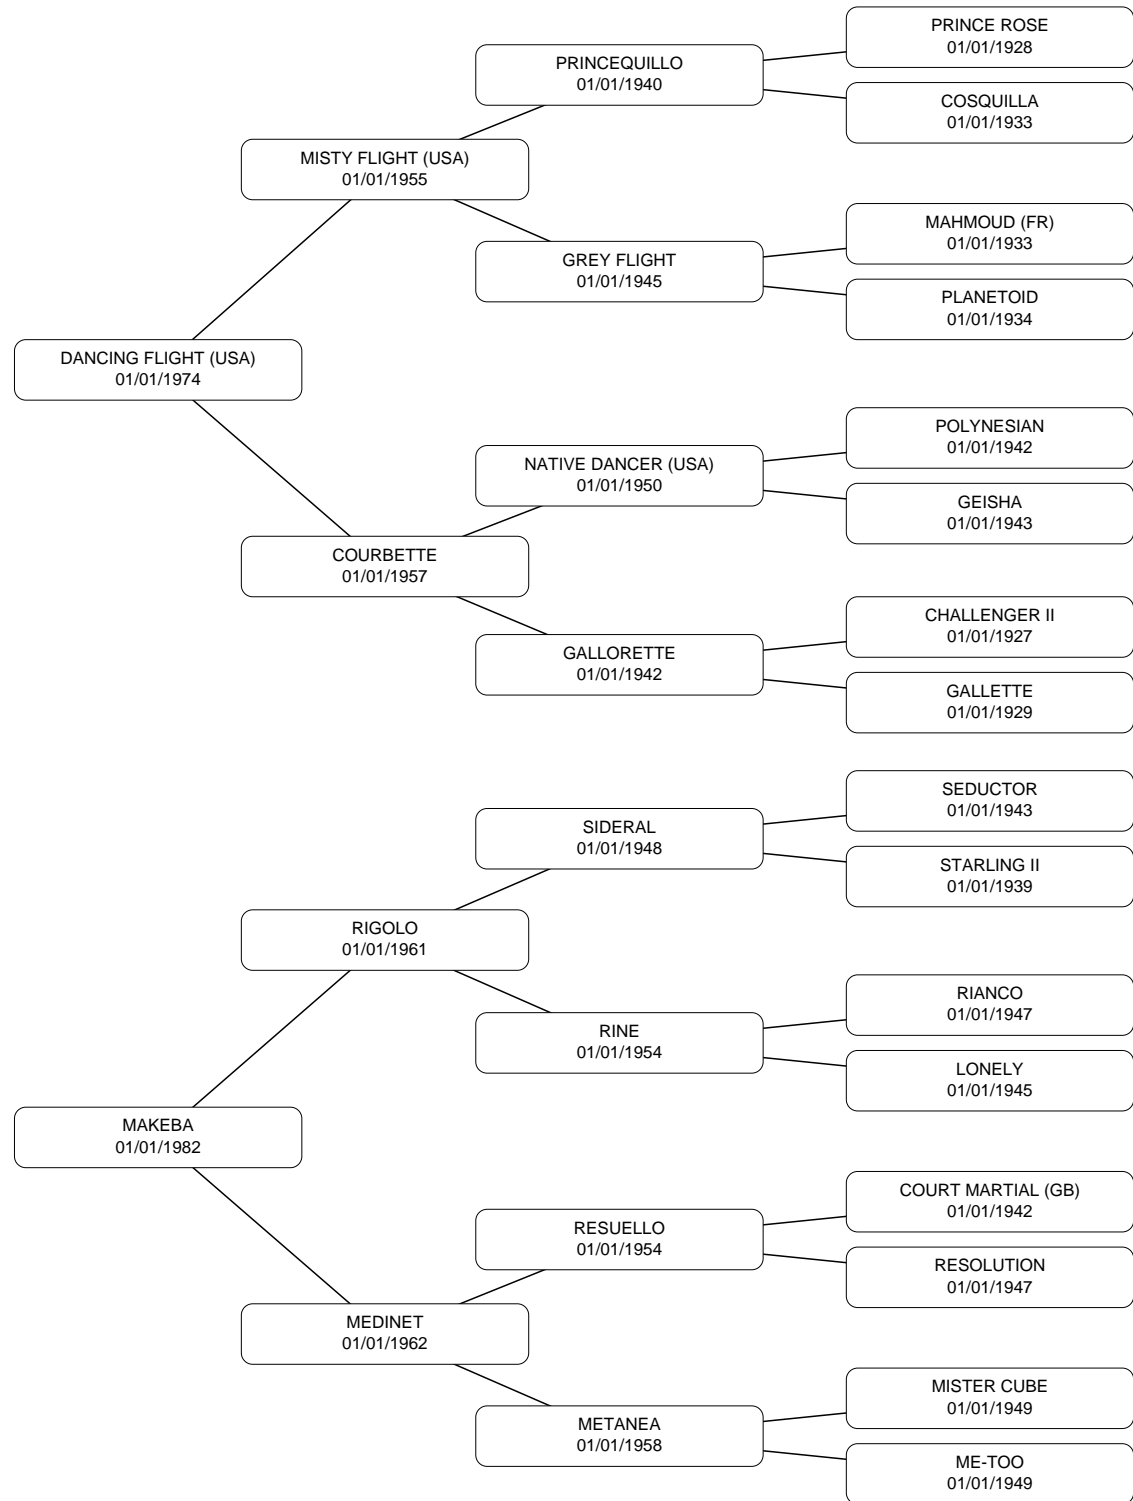 PRINCE ROSE
01/01/1928
PRINCEQUILLO
01/01/1940
COSQUILLA
01/01/1933
MISTY FLIGHT (USA)
01/01/1955
MAHMOUD (FR)
01/01/1933
GREY FLIGHT
01/01/1945
PLANETOID
01/01/1934
DANCING FLIGHT (USA)
01/01/1974
POLYNESIAN
01/01/1942
NATIVE DANCER (USA)
01/01/1950
GEISHA
01/01/1943
COURBETTE
01/01/1957
CHALLENGER II
01/01/1927
GALLORETTE
01/01/1942
GALLETTE
01/01/1929
SEDUCTOR
01/01/1943
SIDERAL
01/01/1948
STARLING II
01/01/1939
RIGOLO
01/01/1961
RIANCO
01/01/1947
RINE
01/01/1954
LONELY
01/01/1945
MAKEBA
01/01/1982
COURT MARTIAL (GB)
01/01/1942
RESUELLO
01/01/1954
RESOLUTION
01/01/1947
MEDINET
01/01/1962
MISTER CUBE
01/01/1949
METANEA
01/01/1958
ME-TOO
01/01/1949